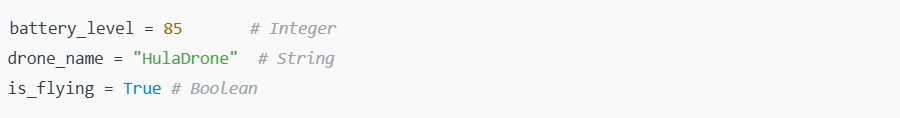 battery_level = 85       # Integer
drone_name = "HulaDrone"  # String
is_flying = True # Boolean